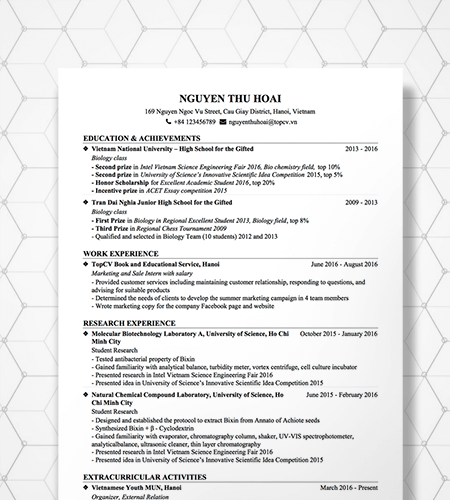 NGUYEN THU HOAI
169 Nguyen Ngoc Vu Street, Cau Giay District, Hanoi, Vietnam
+84 123456789 nguyenthuhoai@topcv.vn
EDUCATION & ACHIEVEMENTS
❖ Vietnam National University – High School for the Gifted 2013 - 2016
Biology class
- Second prize in Intel Vietnam Science Engineering Fair 2016, Bio chemistry field, top 10%
- Second prize in University of Science's Innovative Scientific Idea Competition 2015, top 5%
- Honor Scholarship for Excellent Academic Student 2016, top 20%
- Incentive prize in ACET Essay competition 2015
❖ Tran Dai Nghia Junior High School for the Gifted 2009 - 2013
Biology class
- First Prize in Biology in Regional Excellent Student 2013, Biology field, top 8%
- Third Prize in Regional Chess Tournament 2009
- Qualified and selected in Biology Team (10 students) 2012 and 2013
WORK EXPERIENCE
❖ TopCV Book and Educational Service, Hanoi June 2016 - August 2016
Marketing and Sale Intern with salary
- Provided customer services including maintaining customer relationship, responding to questions, and
advising for suitable products
- Determined the needs of clients to develop the summer marketing campaign in 4 team members
- Wrote marketing copy for the company Facebook page and website
RESEARCH EXPERIENCE
❖ Molecular Biotechnology Laboratory A, University of Science, Ho Chi October 2015 - January 2016
Minh City
Student Research
- Tested antibacterial property of Bixin
- Gained familiarity with analytical balance, turbidity meter, vortex centrifuge, cell culture incubator
- Presented research in Intel Vietnam Science Engineering Fair 2016
- Presented idea in University of Science's Innovative Scientific Idea Competition 2015
❖ Natural Chemical Compound Laboratory, University of Science, Ho June 2015 - February 2016
Chi Minh City
Student Research
- Designed and established the protocol to extract Bixin from Annato of Achiote seeds
- Synthesized Bixin + β - Cyclodextrin
- Gained familiarity with evaporator, chromatography column, shaker, UV-VIS spectrophotometer,
analyticalbalance, ultrasonic cleaner, thin layer chromatography
- Presented research in Intel Vietnam Science Engineering Fair 2016
- Presented idea in University of Science's Innovative Scientific Idea Competition 2015
EXTRACURRICULAR ACTIVITIES
❖ Vietnamese Youth MUN, Hanoi March 2016 - Present
Organizer, External Relation